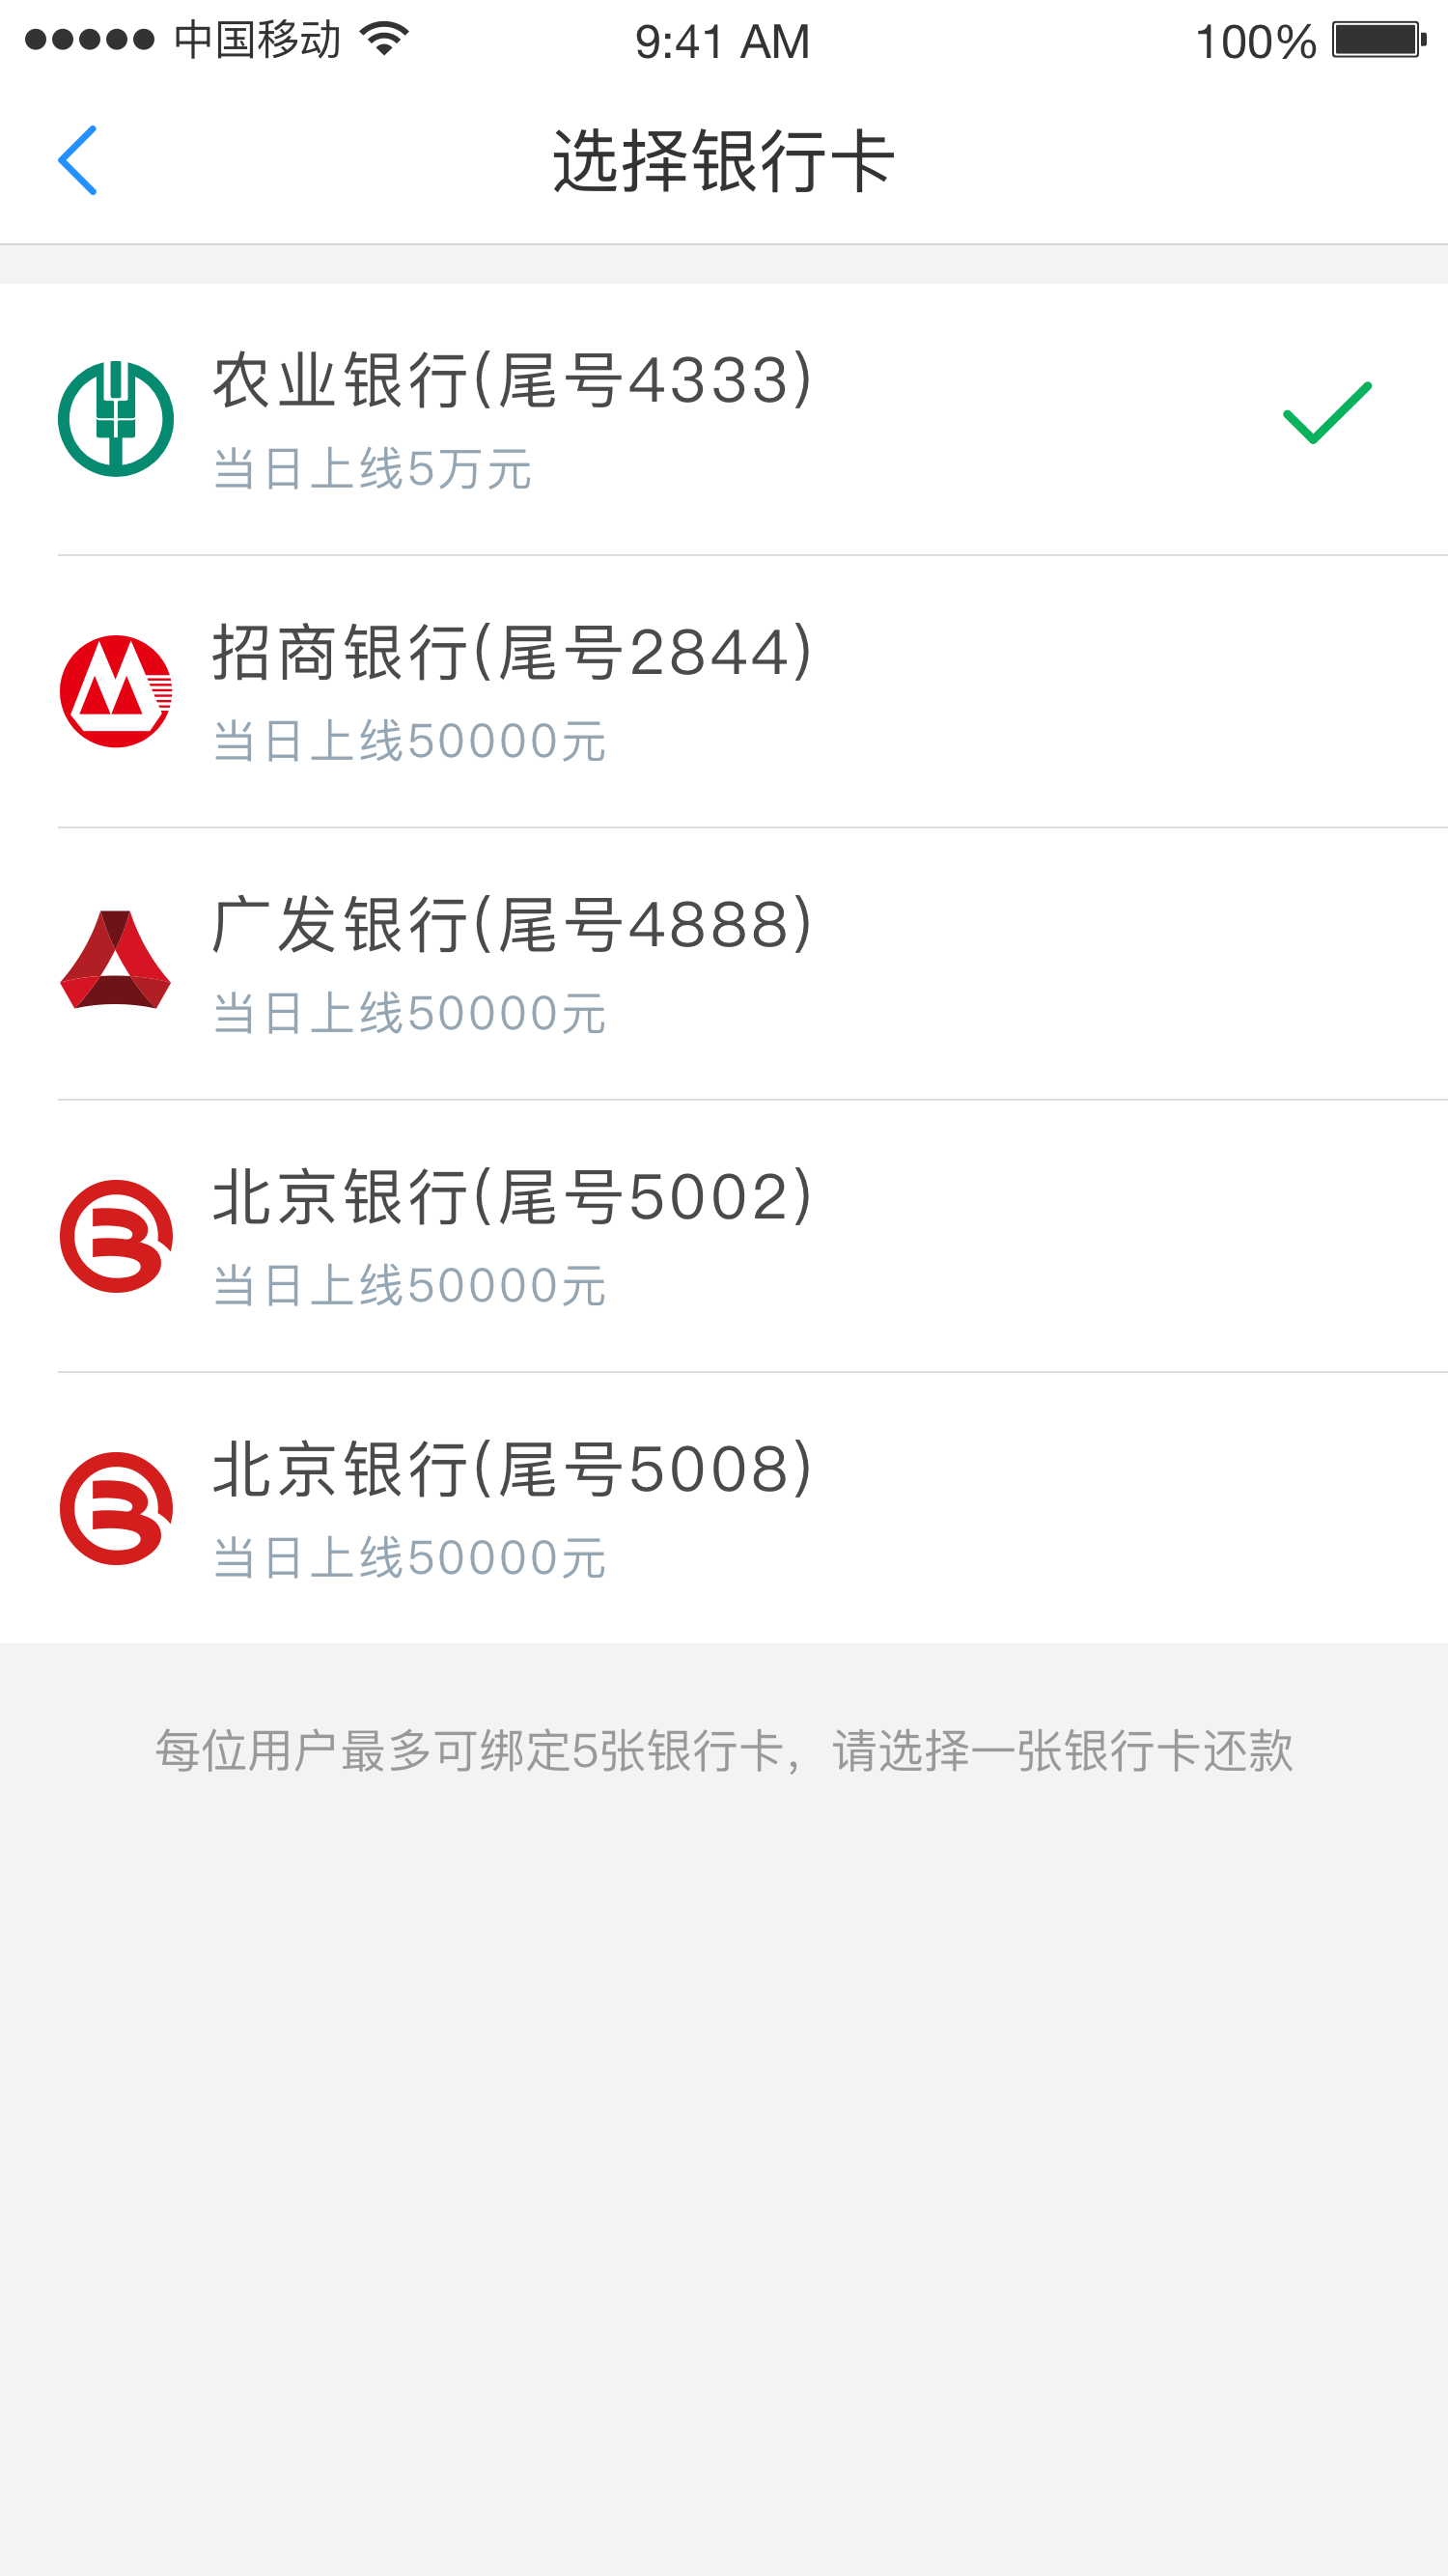 中国移动 9:41 AM 100%
选择银行卡
农业银行(尾号4333)
当日上线5万元
招商银行(尾号2844)
当日上线50000元
广发银行(尾号4888)
当日上线50000元
北京银行(尾号5002)
当日上线50000元
北京银行(尾号5008)
当日上线50000元
每位用户最多可绑定5张银行卡，请选择一张银行卡还款